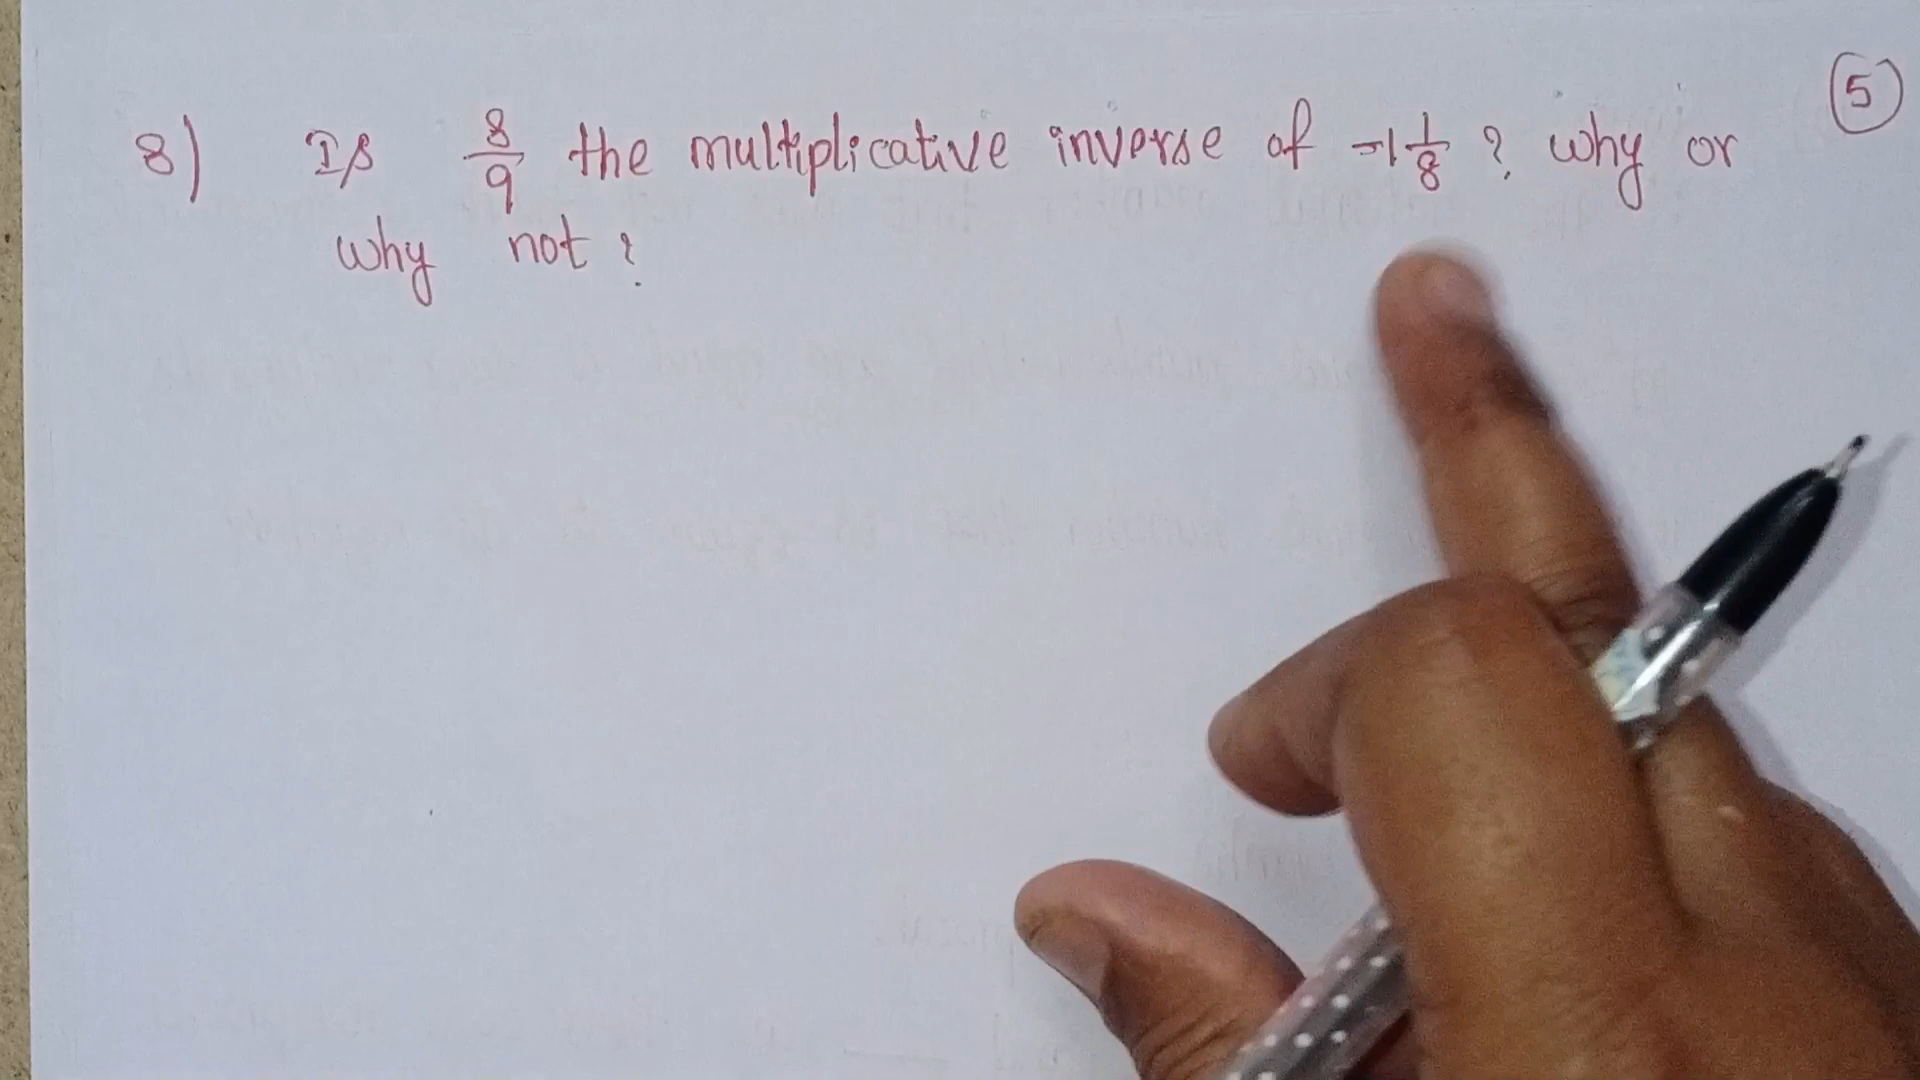 5
8) Is 8/9 the multiplicative inverse of -1 1/8 ? why or
why not ?